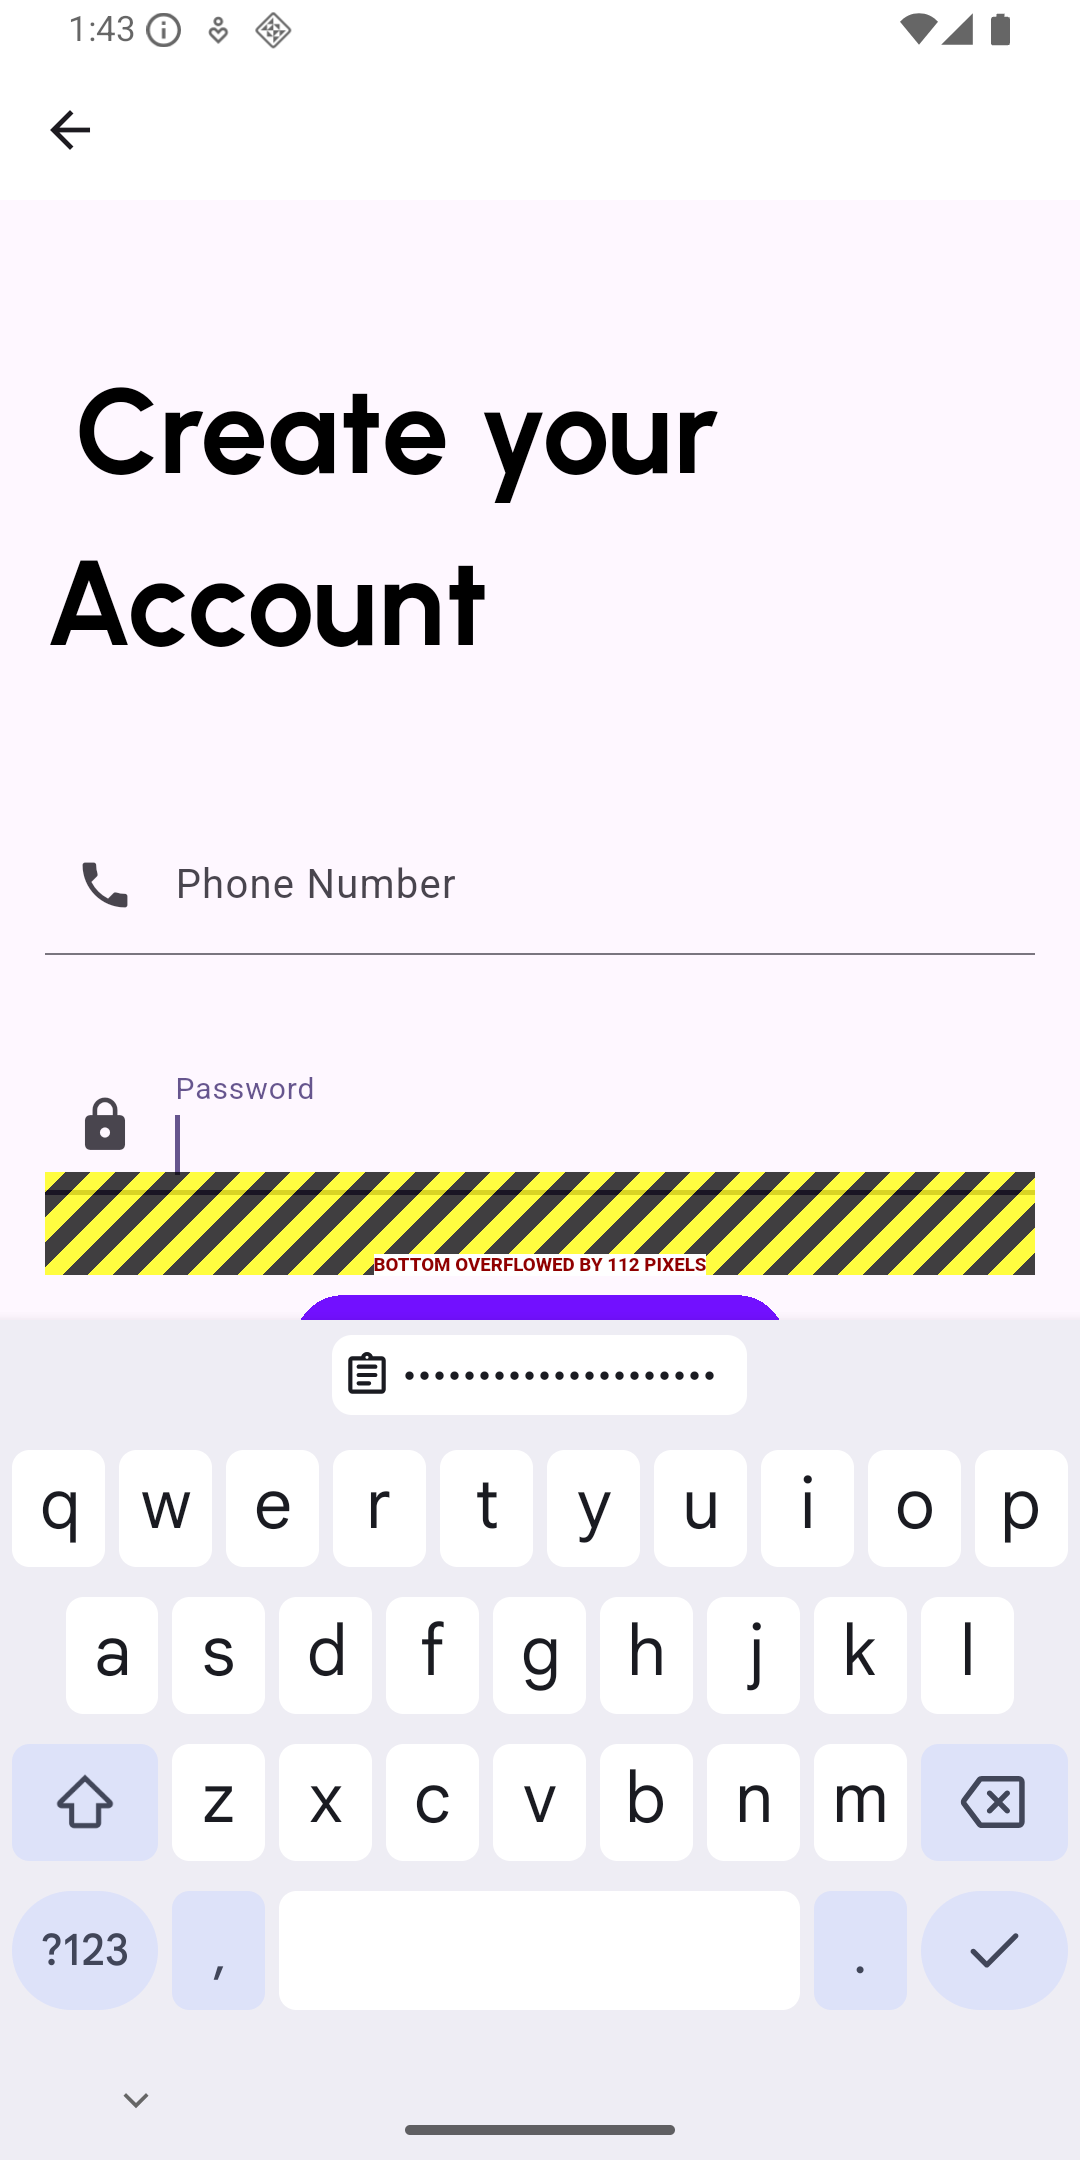 1:43
Create your
Account
Phone Number
Password
BOTTOM OVERFLOWED BY 112 PIXELS
••••••••••••••••••••• 
q w e r t y u i o p
a s d f g h j k l
z x c v b n m
?123 , .